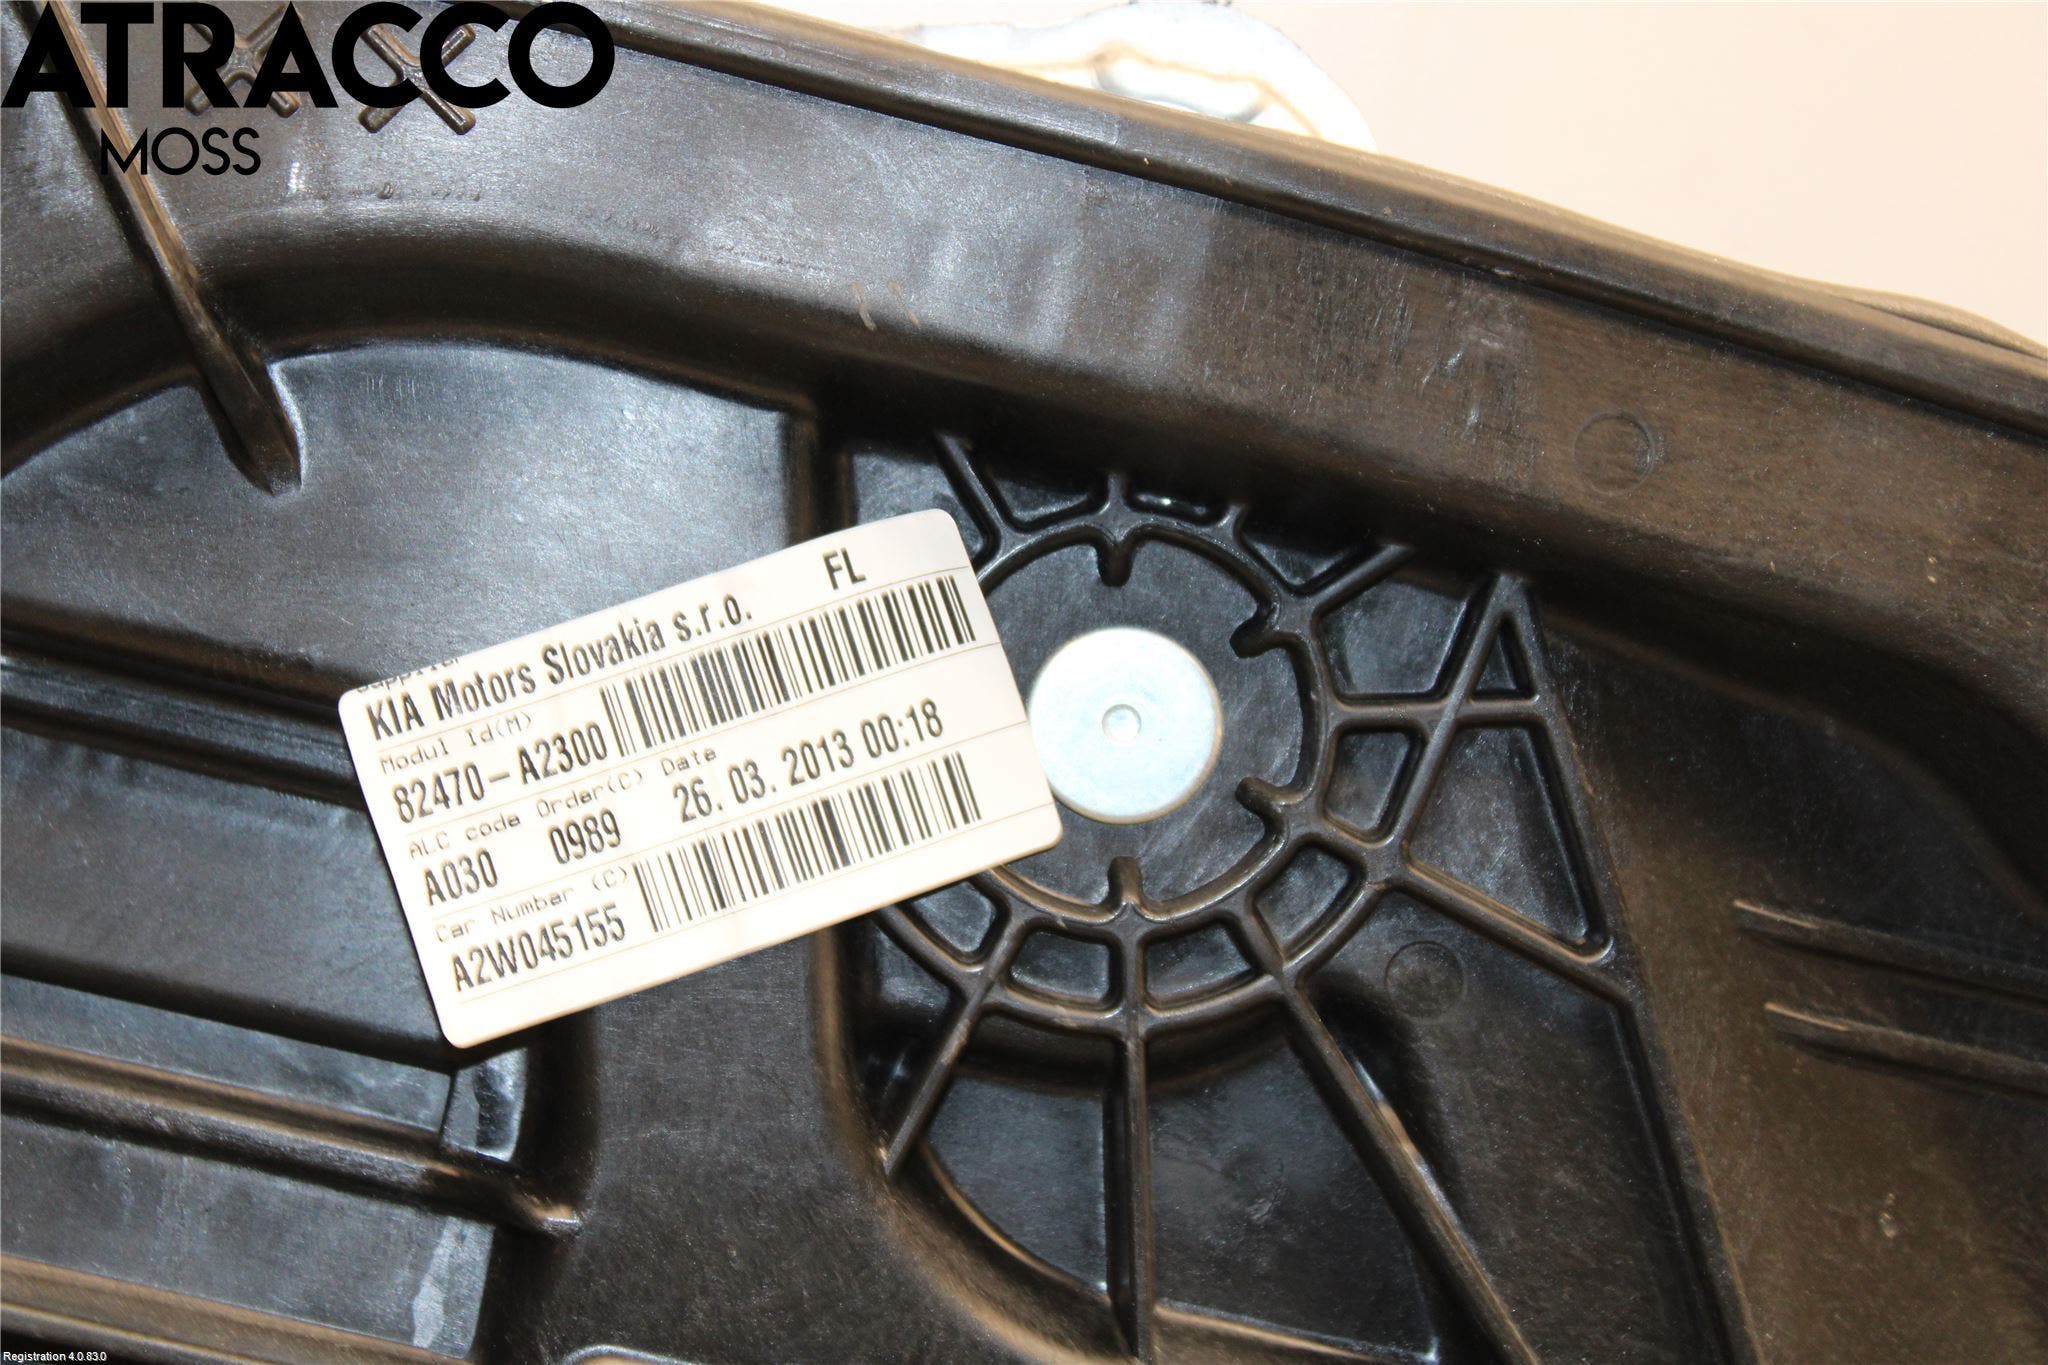 ATRACCO
MOSS
FL
KIA Motors Slovakia s.r.o.
Modul Id(M)
82470-A2300
ALC code Order(C) Date
A030 0989 26. 03. 2013 00:18
Car Number (C)
A2W045155
Registration 4.0.83.0